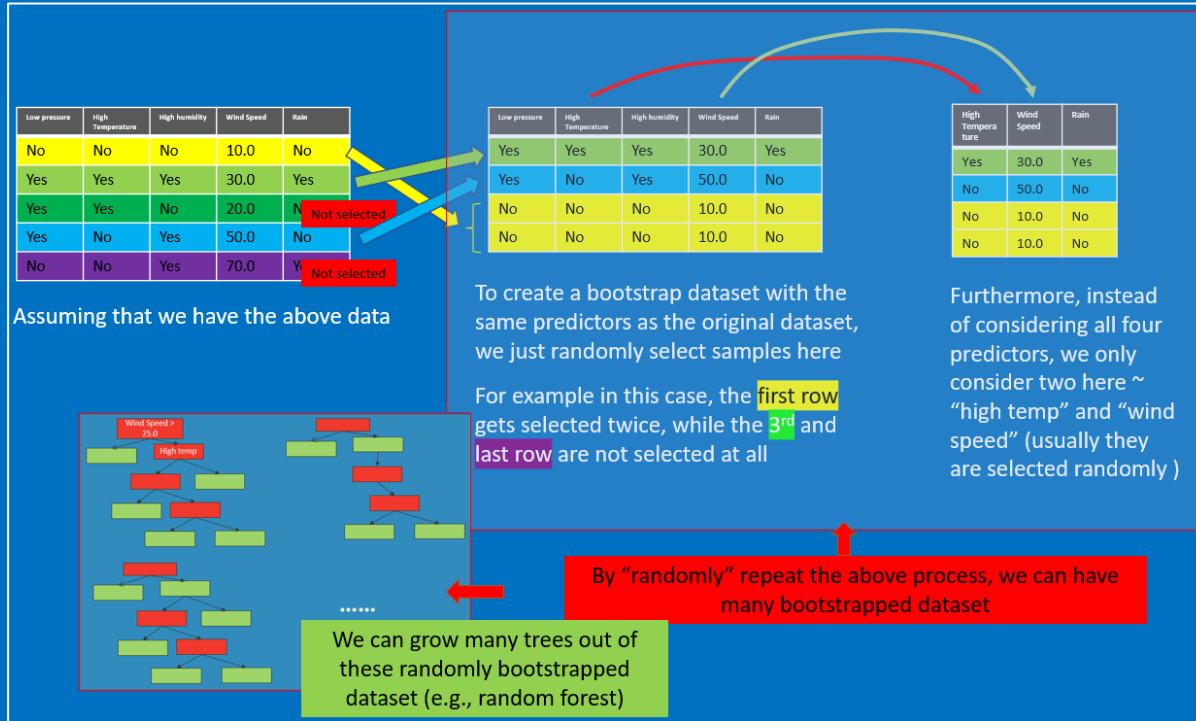 Low pressure High Temperature High humidity Wind Speed Rain
No No No 10.0 No
Yes Yes Yes 30.0 Yes
Yes Yes No 20.0
Not selected
Yes No Yes 50.0 No
No No Yes 70.0
Not selected
Assuming that we have the above data
Low pressure High Temperature High humidity Wind Speed Rain
Yes Yes Yes 30.0 Yes
Yes No Yes 50.0 No
No No No 10.0 No
No No No 10.0 No
To create a bootstrap dataset with the
same predictors as the original dataset,
we just randomly select samples here
For example in this case, the first row
gets selected twice, while the 3rd and
last row are not selected at all
High
Tempera
ture
Wind
Speed
Rain
Yes 30.0 Yes
No 50.0 No
No 10.0 No
No 10.0 No
Furthermore, instead
of considering all four
predictors, we only
consider two here ~
“high temp” and “wind
speed” (usually they
are selected randomly )
By “randomly” repeat the above process, we can have
many bootstrapped dataset
Wind Speed >
25.0
High temp
......
We can grow many trees out of
these randomly bootstrapped
dataset (e.g., random forest)